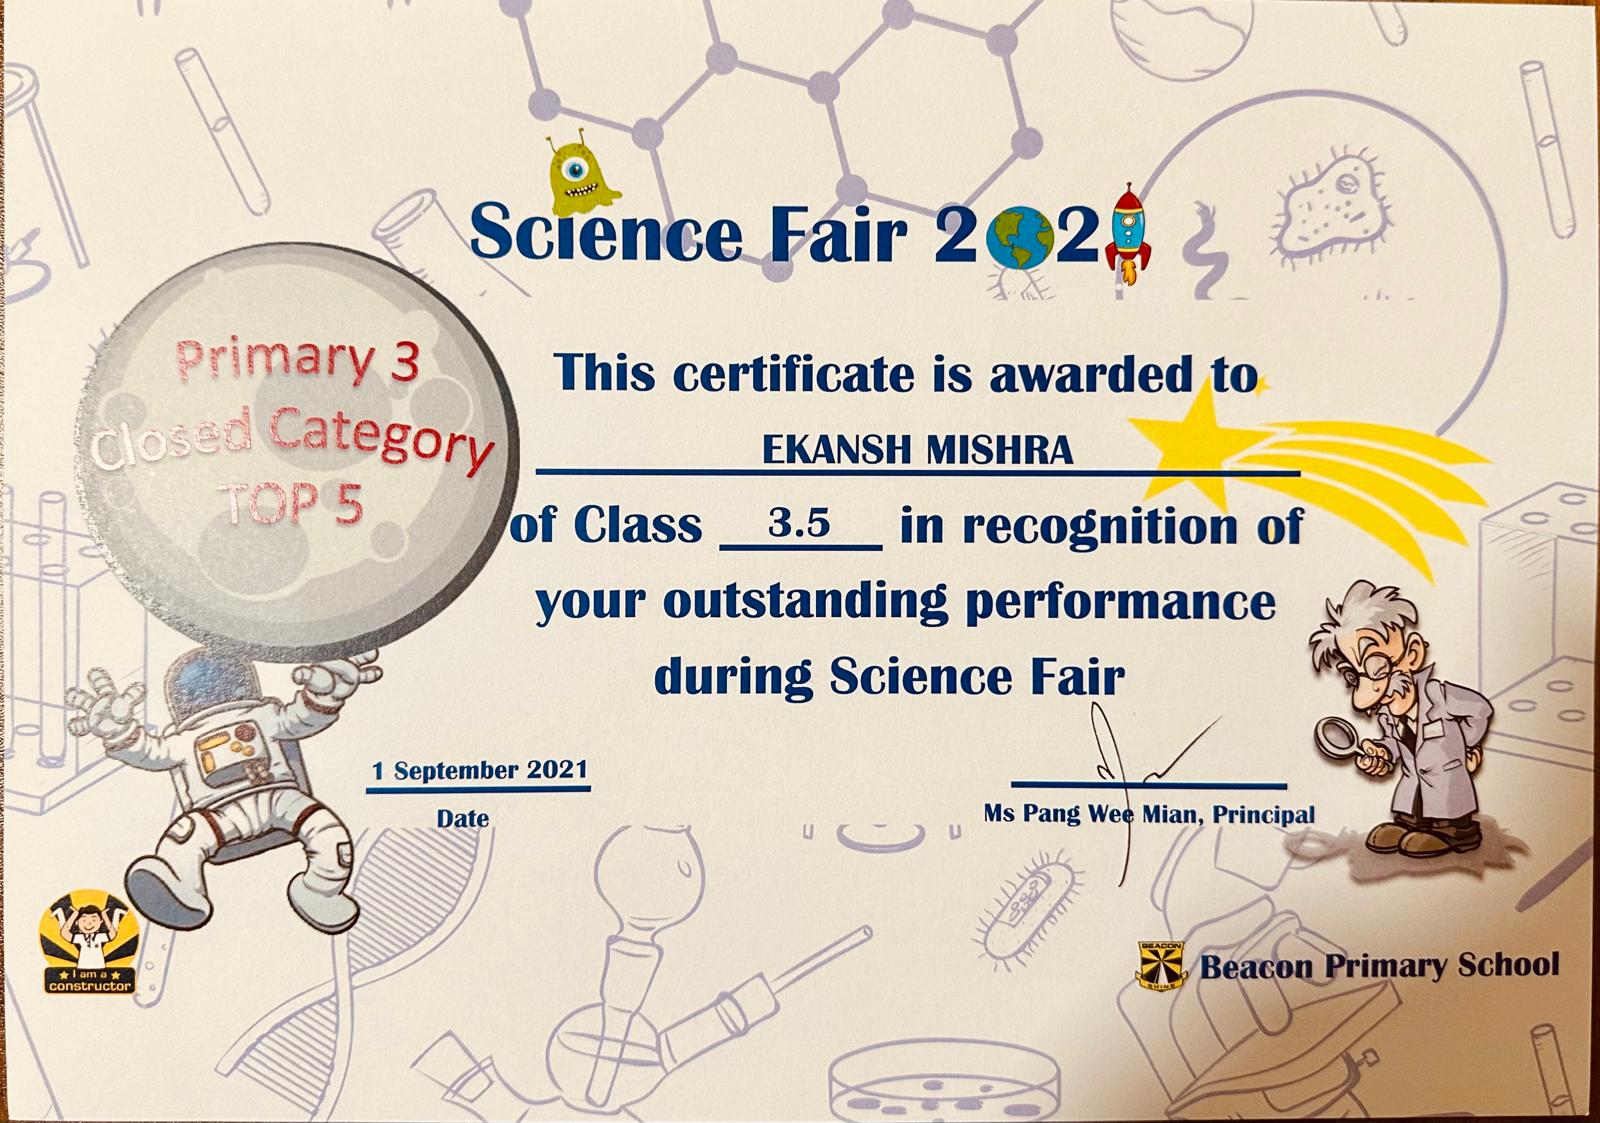 Science Fair 2021
Primary 3
Closed Category
TOP 5
This certificate is awarded to
EKANSH MISHRA
of Class 3.5 in recognition of
your outstanding performance
during Science Fair
1 September 2021
Date
Ms Pang Wee Mian, Principal
I am a
constructor
BEACON
SHINE
Beacon Primary School